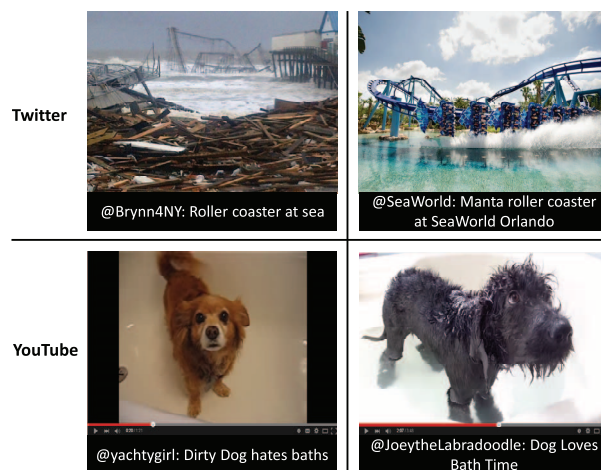 Twitter
@Brynn4NY: Roller coaster at sea
@SeaWorld: Manta roller coaster
at SeaWorld Orlando
YouTube
@yachtygirl: Dirty Dog hates baths
@JoeytheLabradoodle: Dog Loves
Bath Time